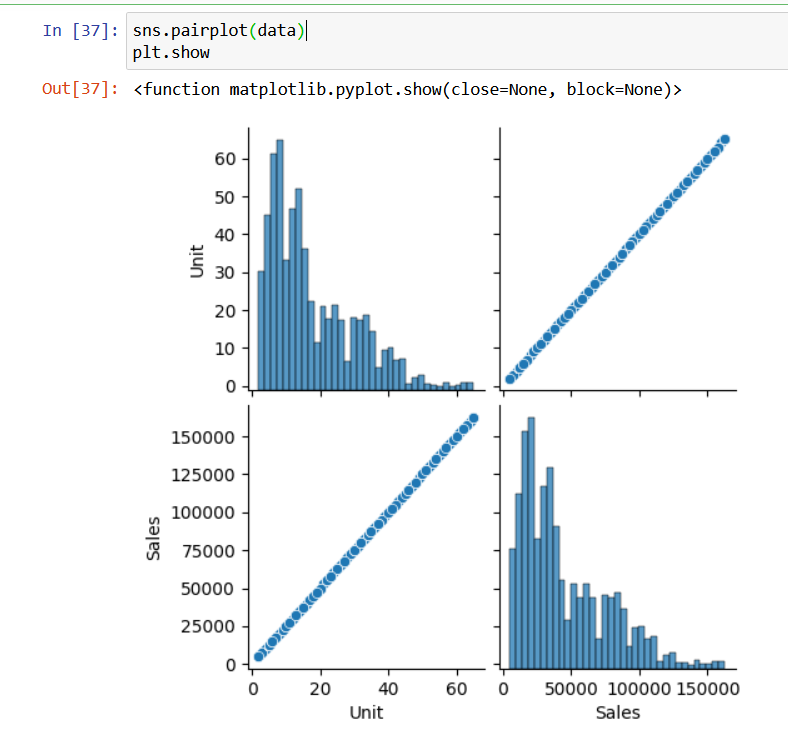 In [37]: sns.pairplot(data)
plt.show
Out[37]: <function matplotlib.pyplot.show(close=None, block=None)>
60
50
40
30
20
10
0
Unit
150000
125000
100000
75000
50000
25000
0
Sales
0 20 40 60
Unit
0 50000 100000 150000
Sales